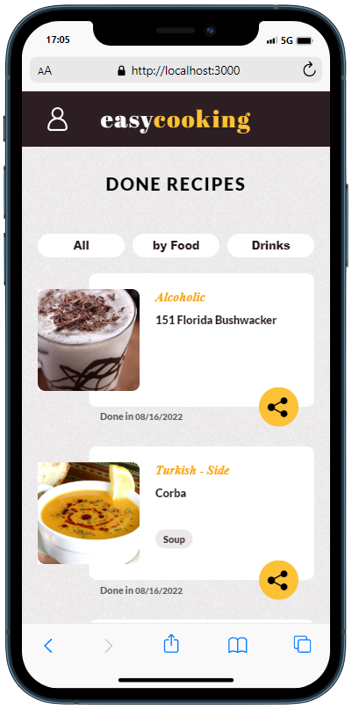 17:05
5G
AA
http://localhost:3000
easycooking
DONE RECIPES
All
by Food
Drinks
Alcoholic
151 Florida Bushwacker
Done in 08/16/2022
Turkish - Side
Corba
Soup
Done in 08/16/2022